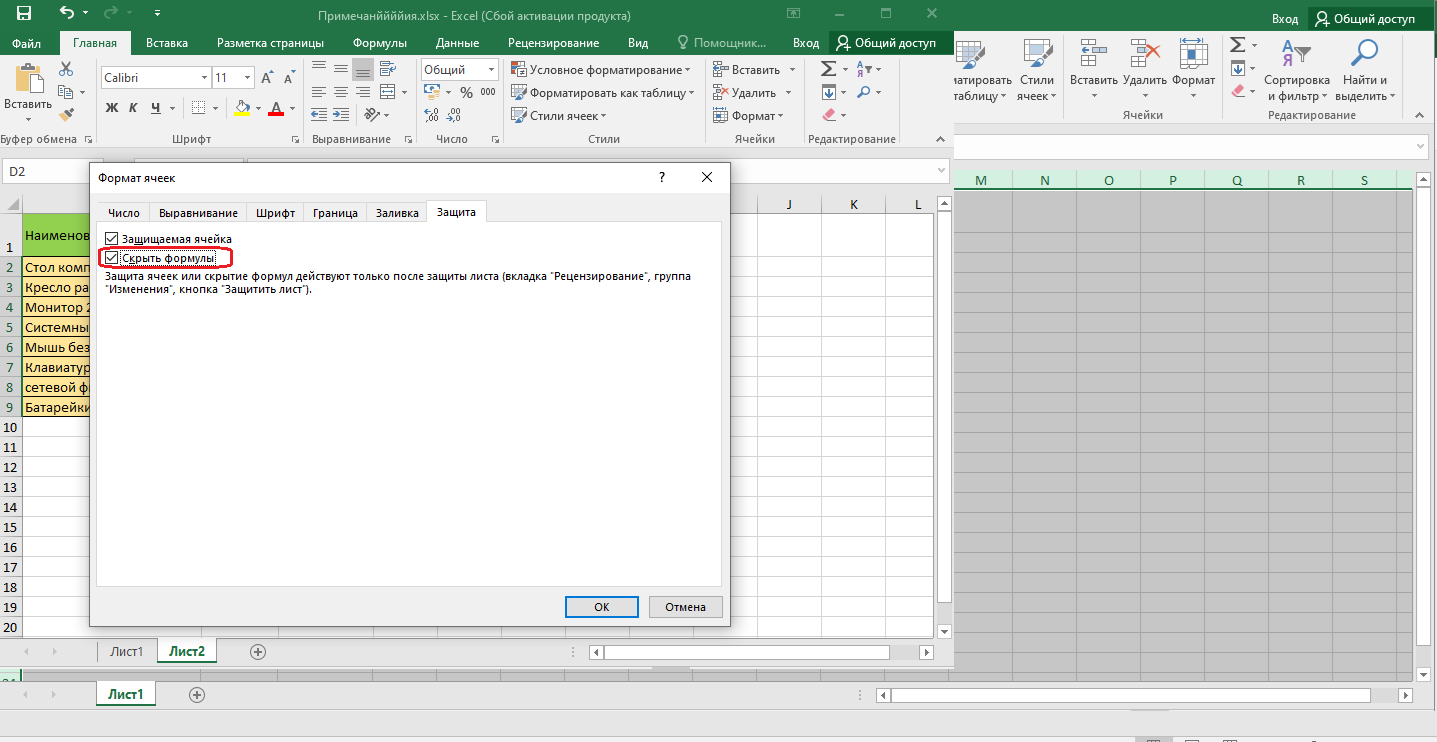 Примечаниййййия.xlsx - Excel (Сбой активации продукта)
Вход Общий доступ
Файл Главная Вставка Разметка страницы Формулы Данные Рецензирование Вид Помощник... Вход Общий доступ
Вставить
Буфер обмена
Calibri 11
Ж К Ч
Шрифт
Выравнивание
Общий
% 000
Число
Условное форматирование
Форматировать как таблицу
Стили ячеек
Стили
Вставить
Удалить
Формат
Ячейки
Редактирование
матировать таблицу
Стили ячеек
Вставить Удалить Формат
Ячейки
Сортировка и фильтр
Найти и выделить
Редактирование
D2
J K L M N O P Q R S
Формат ячеек
? ×
Число Выравнивание Шрифт Граница Заливка Защита
Защищаемая ячейка
Скрыть формулы
Защита ячеек или скрытие формул действуют только после защиты листа (вкладка "Рецензирование", группа
"Изменения", кнопка "Защитить лист").
ОК Отмена
1 Наименов
2 Стол комп
3 Кресло ра
4 Монитор 2
5 Системны
6 Мышь без
7 Клавиатур
8 сетевой ф
9 Батарейки
10
11
12
13
14
15
16
17
18
19
20
Лист1 Лист2
Лист1